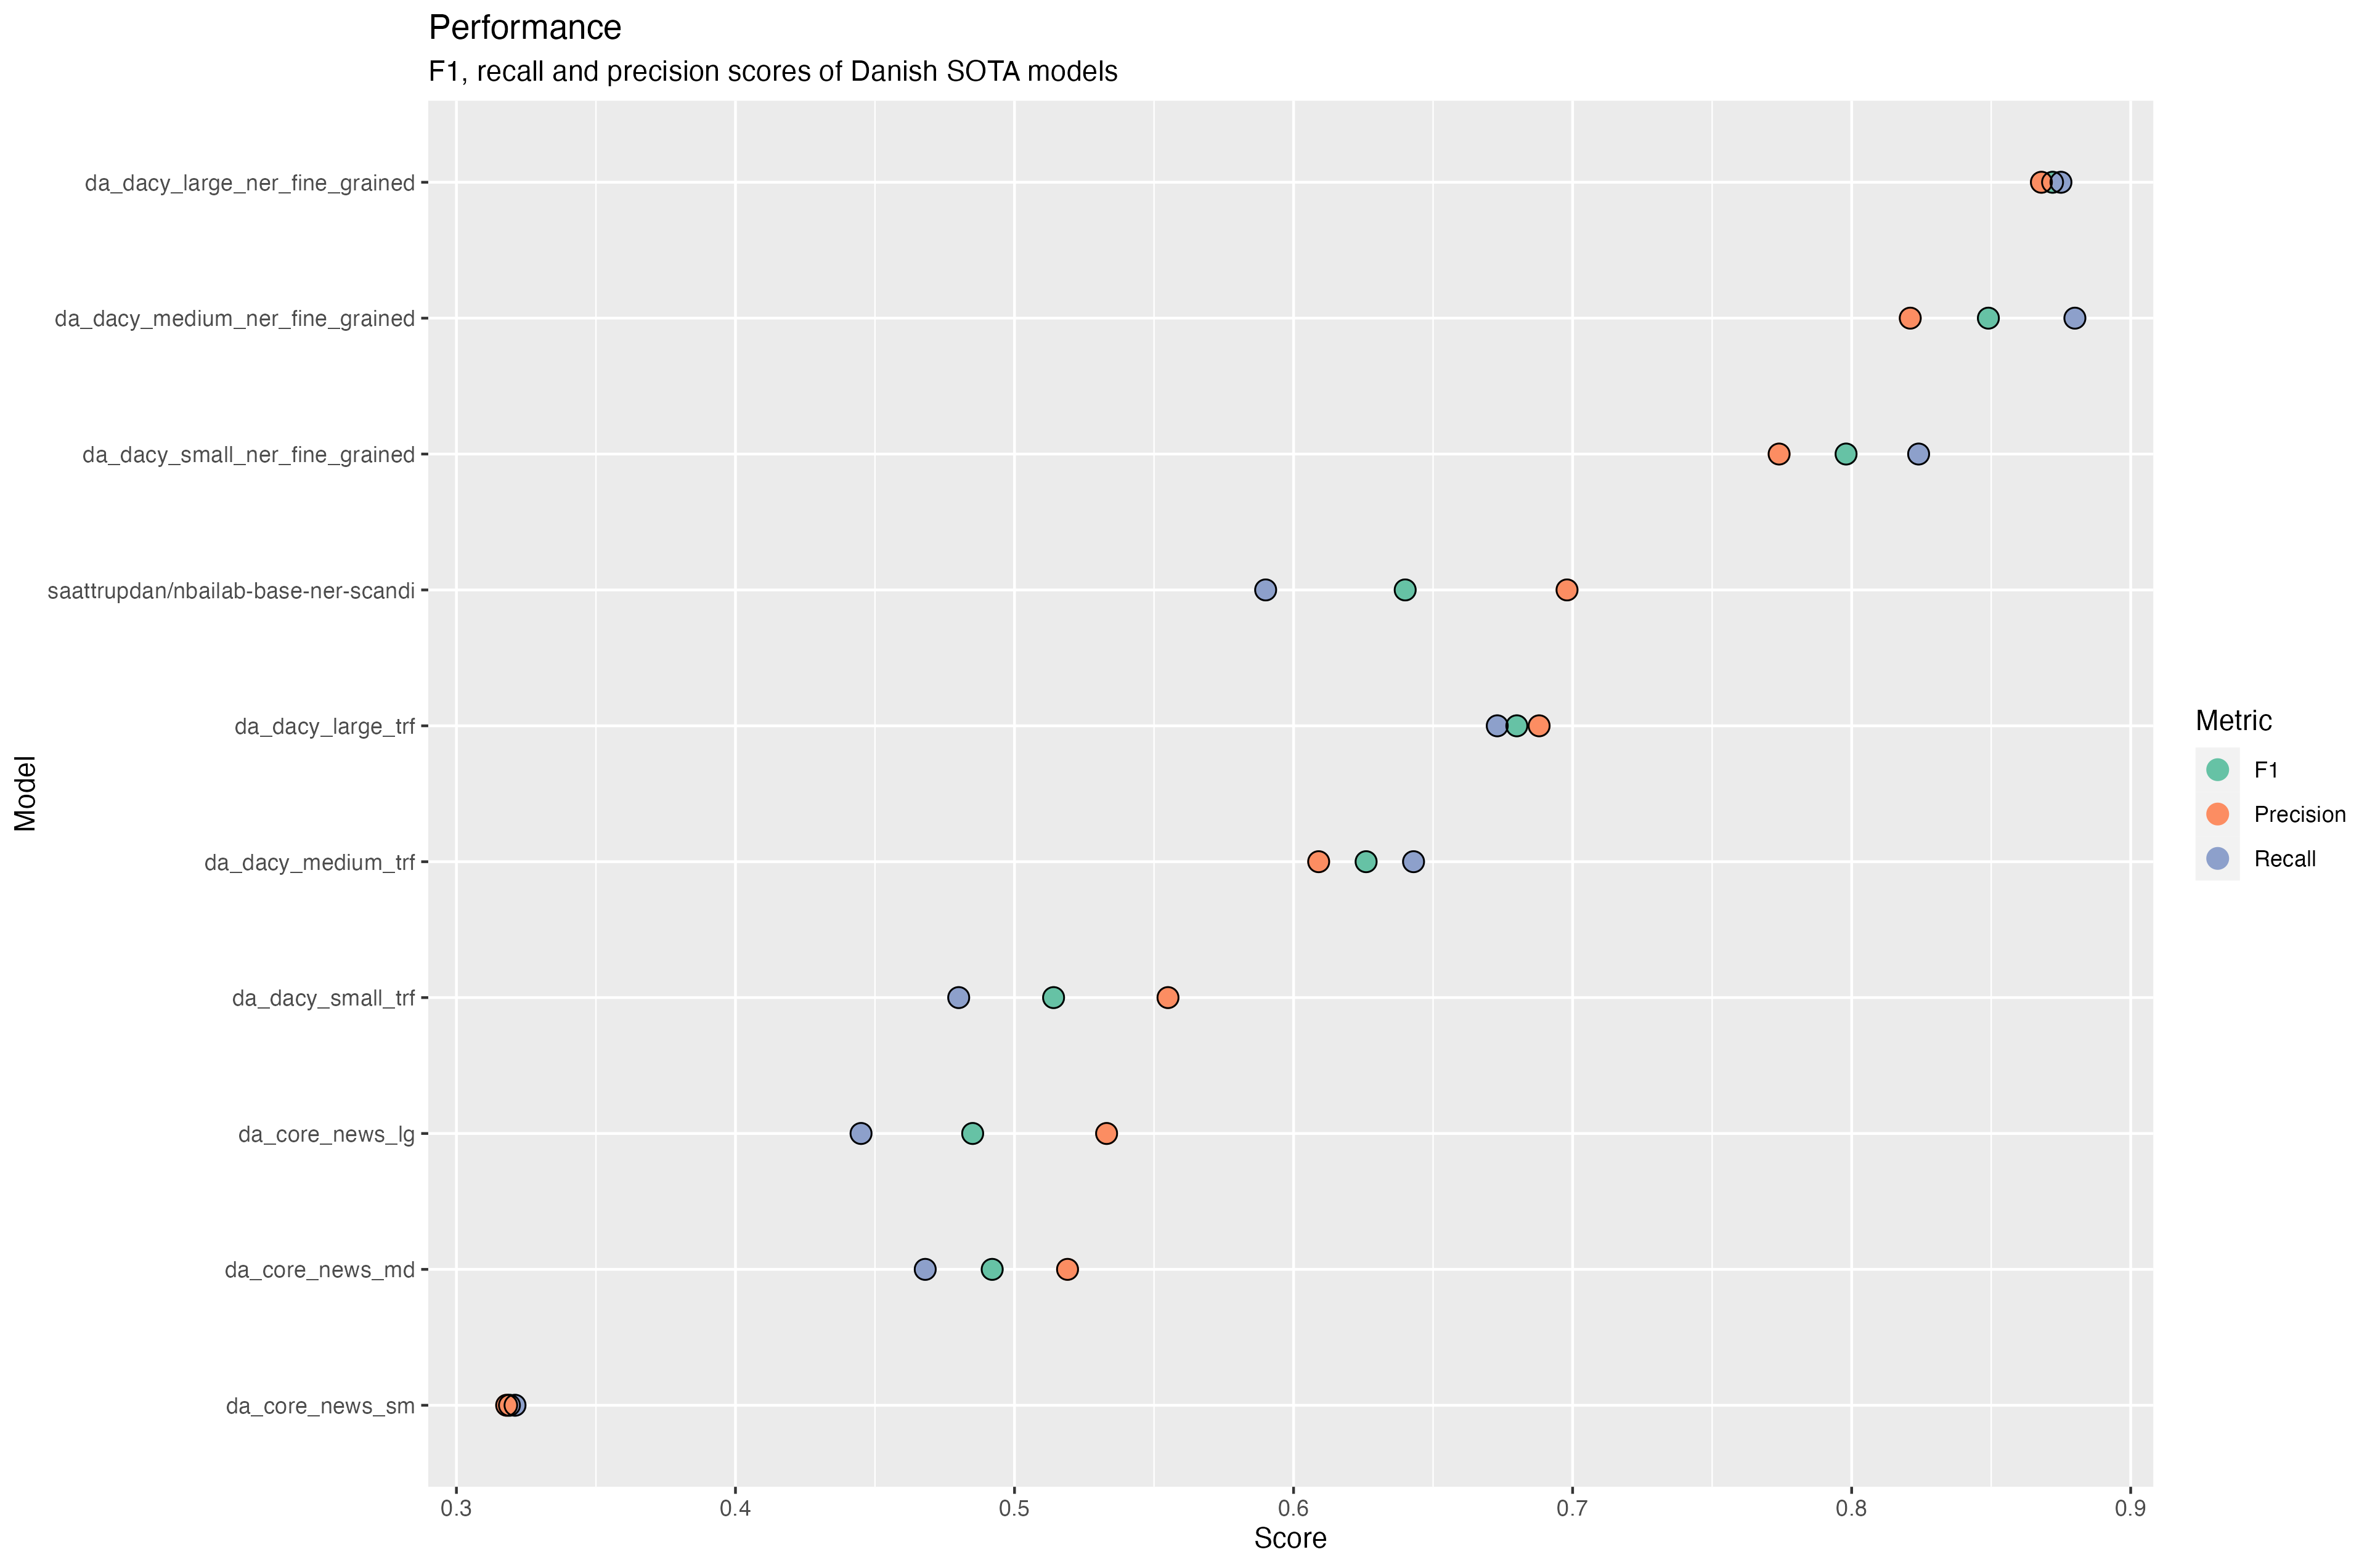 Performance
F1, recall and precision scores of Danish SOTA models
da_dacy_large_ner_fine_grained
da_dacy_medium_ner_fine_grained
da_dacy_small_ner_fine_grained
saattrupdan/nbailab-base-ner-scandi
da_dacy_large_trf
da_dacy_medium_trf
da_dacy_small_trf
da_core_news_lg
da_core_news_md
da_core_news_sm
Model
0.3 0.4 0.5 0.6 0.7 0.8 0.9
Score
Metric
F1
Precision
Recall